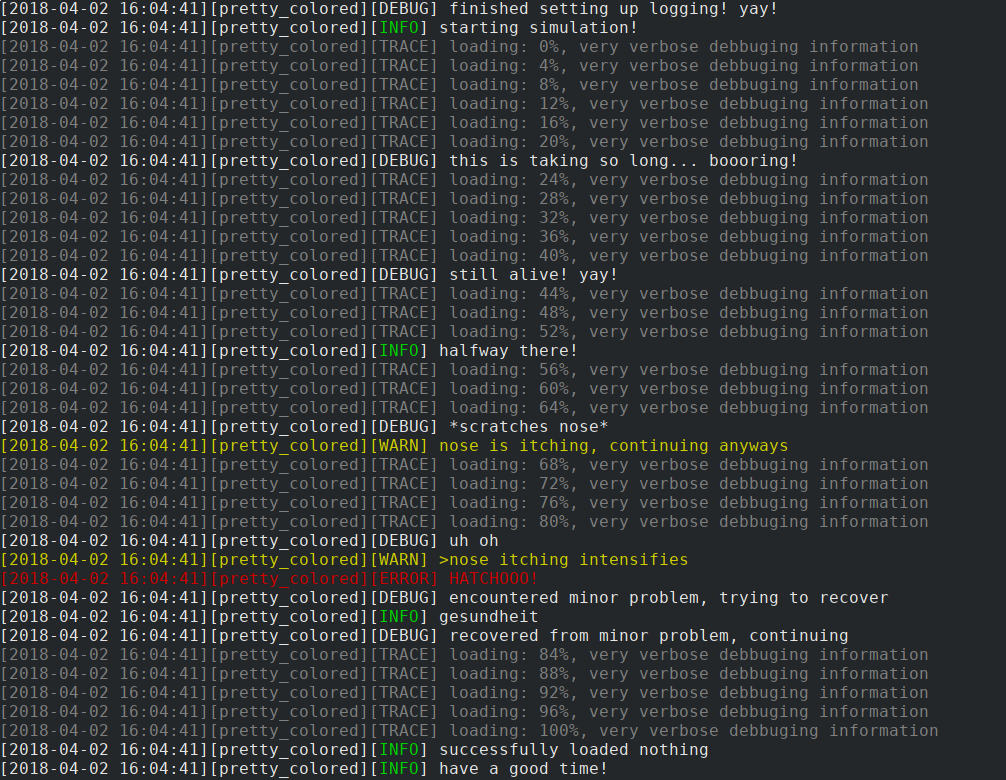 [2018-04-02 16:04:41][pretty_colored][DEBUG] finished setting up logging! yay!
[2018-04-02 16:04:41][pretty_colored][INFO] starting simulation!
[2018-04-02 16:04:41][pretty_colored][TRACE] loading: 0%, very verbose debbuging information
[2018-04-02 16:04:41][pretty_colored][TRACE] loading: 4%, very verbose debbuging information
[2018-04-02 16:04:41][pretty_colored][TRACE] loading: 8%, very verbose debbuging information
[2018-04-02 16:04:41][pretty_colored][TRACE] loading: 12%, very verbose debbuging information
[2018-04-02 16:04:41][pretty_colored][TRACE] loading: 16%, very verbose debbuging information
[2018-04-02 16:04:41][pretty_colored][TRACE] loading: 20%, very verbose debbuging information
[2018-04-02 16:04:41][pretty_colored][DEBUG] this is taking so long... boooring!
[2018-04-02 16:04:41][pretty_colored][TRACE] loading: 24%, very verbose debbuging information
[2018-04-02 16:04:41][pretty_colored][TRACE] loading: 28%, very verbose debbuging information
[2018-04-02 16:04:41][pretty_colored][TRACE] loading: 32%, very verbose debbuging information
[2018-04-02 16:04:41][pretty_colored][TRACE] loading: 36%, very verbose debbuging information
[2018-04-02 16:04:41][pretty_colored][TRACE] loading: 40%, very verbose debbuging information
[2018-04-02 16:04:41][pretty_colored][DEBUG] still alive! yay!
[2018-04-02 16:04:41][pretty_colored][TRACE] loading: 44%, very verbose debbuging information
[2018-04-02 16:04:41][pretty_colored][TRACE] loading: 48%, very verbose debbuging information
[2018-04-02 16:04:41][pretty_colored][TRACE] loading: 52%, very verbose debbuging information
[2018-04-02 16:04:41][pretty_colored][INFO] halfway there!
[2018-04-02 16:04:41][pretty_colored][TRACE] loading: 56%, very verbose debbuging information
[2018-04-02 16:04:41][pretty_colored][TRACE] loading: 60%, very verbose debbuging information
[2018-04-02 16:04:41][pretty_colored][TRACE] loading: 64%, very verbose debbuging information
[2018-04-02 16:04:41][pretty_colored][DEBUG] *scratches nose*
[2018-04-02 16:04:41][pretty_colored][WARN] nose is itching, continuing anyways
[2018-04-02 16:04:41][pretty_colored][TRACE] loading: 68%, very verbose debbuging information
[2018-04-02 16:04:41][pretty_colored][TRACE] loading: 72%, very verbose debbuging information
[2018-04-02 16:04:41][pretty_colored][TRACE] loading: 76%, very verbose debbuging information
[2018-04-02 16:04:41][pretty_colored][TRACE] loading: 80%, very verbose debbuging information
[2018-04-02 16:04:41][pretty_colored][DEBUG] uh oh
[2018-04-02 16:04:41][pretty_colored][WARN] >nose itching intensifies
[2018-04-02 16:04:41][pretty_colored][ERROR] HATCHOOO!
[2018-04-02 16:04:41][pretty_colored][DEBUG] encountered minor problem, trying to recover
[2018-04-02 16:04:41][pretty_colored][INFO] gesundheit
[2018-04-02 16:04:41][pretty_colored][DEBUG] recovered from minor problem, continuing
[2018-04-02 16:04:41][pretty_colored][TRACE] loading: 84%, very verbose debbuging information
[2018-04-02 16:04:41][pretty_colored][TRACE] loading: 88%, very verbose debbuging information
[2018-04-02 16:04:41][pretty_colored][TRACE] loading: 92%, very verbose debbuging information
[2018-04-02 16:04:41][pretty_colored][TRACE] loading: 96%, very verbose debbuging information
[2018-04-02 16:04:41][pretty_colored][TRACE] loading: 100%, very verbose debbuging information
[2018-04-02 16:04:41][pretty_colored][INFO] successfully loaded nothing
[2018-04-02 16:04:41][pretty_colored][INFO] have a good time!